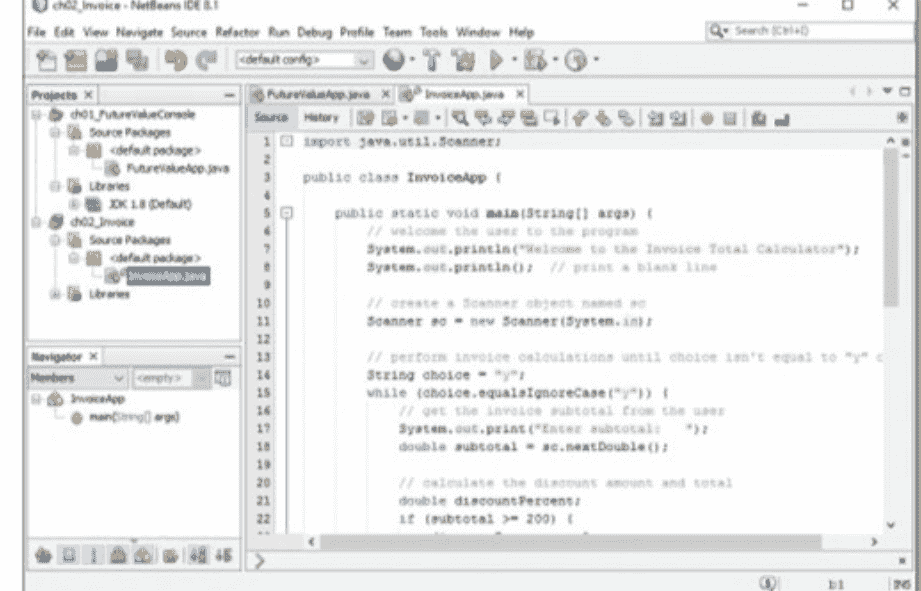 ch02_Invoice - NetBeans IDE 8.1
File Edit View Navigate Source Refactor Run Debug Profile Team Tools Window Help
Search (Ctrl+I)
<default config>
Projects
ch01_FutureValueConsole
Source Packages
<default package>
FutureValueApp.java
Libraries
JDK 1.8 (Default)
ch02_Invoice
Source Packages
<default package>
InvoiceApp.java
Libraries
Navigator
Members <empty>
InvoiceApp
main(String[] args)
FutureValueApp.java InvoiceApp.java
Source History
1 import java.util.Scanner;
2
3 public class InvoiceApp {
4
5 public static void main(String[] args) {
6 // welcome the user to the program
7 System.out.println("Welcome to the Invoice Total Calculator");
8 System.out.println(); // print a blank line
9
10 // create a Scanner object named sc
11 Scanner sc = new Scanner(System.in);
12
13 // perform invoice calculations until choice isn't equal to "y"
14 String choice = "y";
15 while (choice.equalsIgnoreCase("y")) {
16 // get the invoice subtotal from the user
17 System.out.print("Enter subtotal: ");
18 double subtotal = sc.nextDouble();
19
20 // calculate the discount amount and total
21 double discountPercent;
22 if (subtotal >= 200) {
1:1